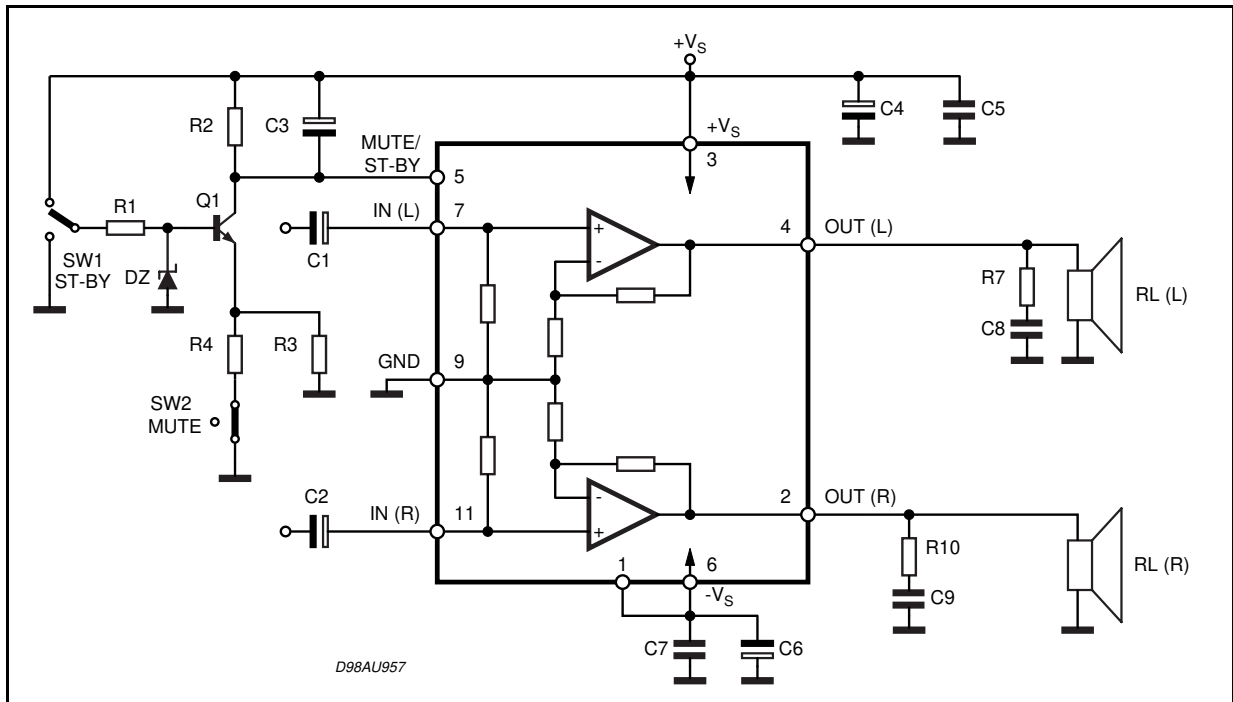 +VS
R2
C3
C4
C5
MUTE/
ST-BY
+VS
3
5
Q1
R1
IN (L)
7
4
OUT (L)
SW1
ST-BY
DZ
C1
+
-
R7
C8
RL (L)
R4
R3
GND
9
SW2
MUTE
C2
IN (R)
11
-
+
2
OUT (R)
R10
C9
RL (R)
1
6
-VS
C7
C6
D98AU957